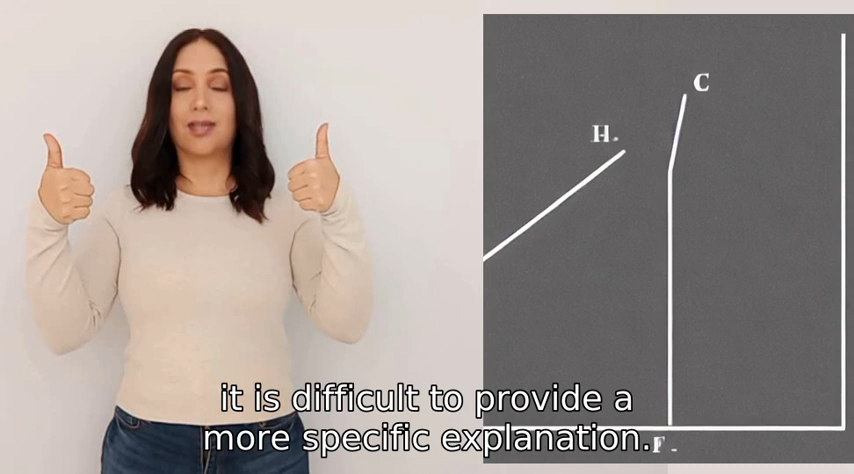 C
H.
it is difficult to provide a
more specific explanation.